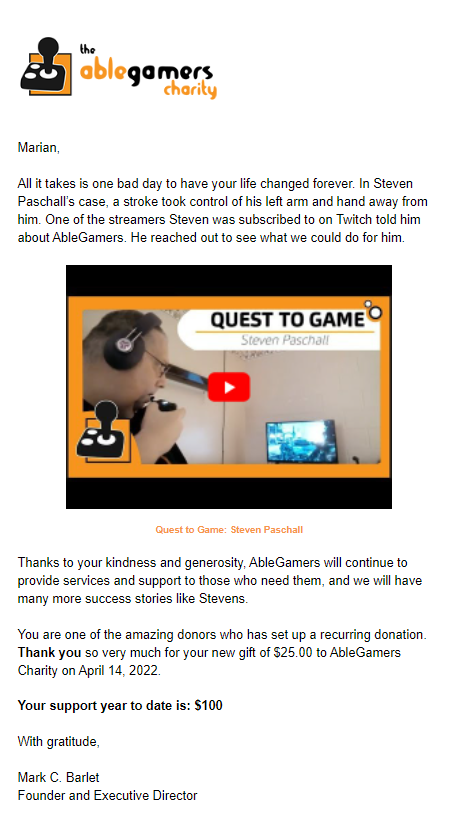 the
ablegamers
charity
Marian,
All it takes is one bad day to have your life changed forever. In Steven
Paschall's case, a stroke took control of his left arm and hand away from
him. One of the streamers Steven was subscribed to on Twitch told him
about AbleGamers. He reached out to see what we could do for him.
QUEST TO GAME
Steven Paschall
Quest to Game: Steven Paschall
Thanks to your kindness and generosity, AbleGamers will continue to
provide services and support to those who need them, and we will have
many more success stories like Stevens.
You are one of the amazing donors who has set up a recurring donation.
Thank you so very much for your new gift of $25.00 to AbleGamers
Charity on April 14, 2022.
Your support year to date is: $100
With gratitude,
Mark C. Barlet
Founder and Executive Director